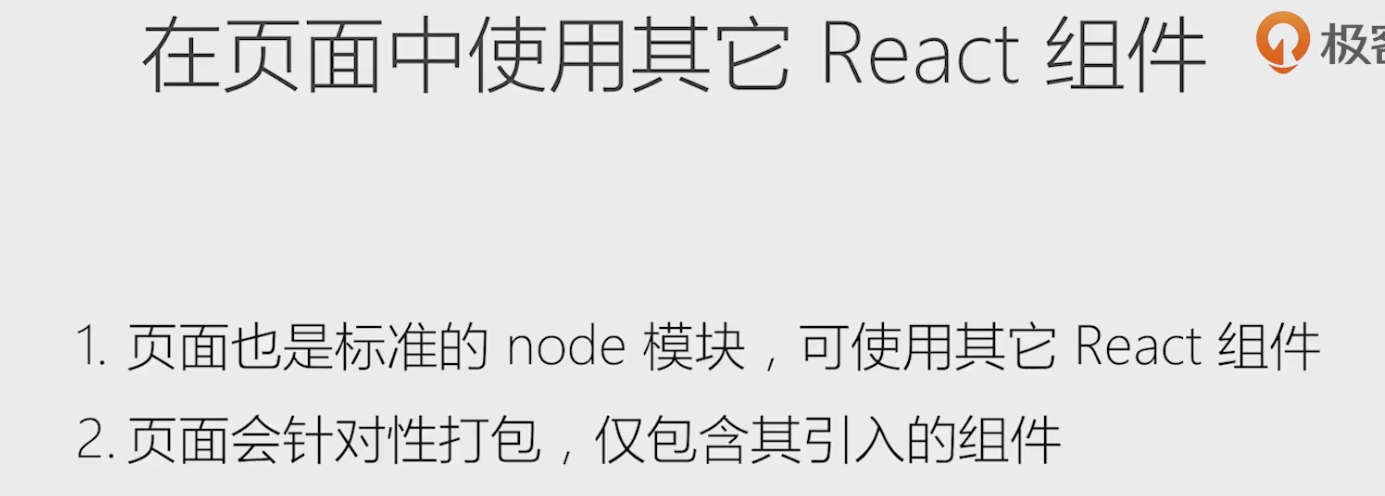 在页面中使用其它 React 组件
极客
1. 页面也是标准的 node 模块，可使用其它 React 组件
2. 页面会针对性打包，仅包含其引入的组件